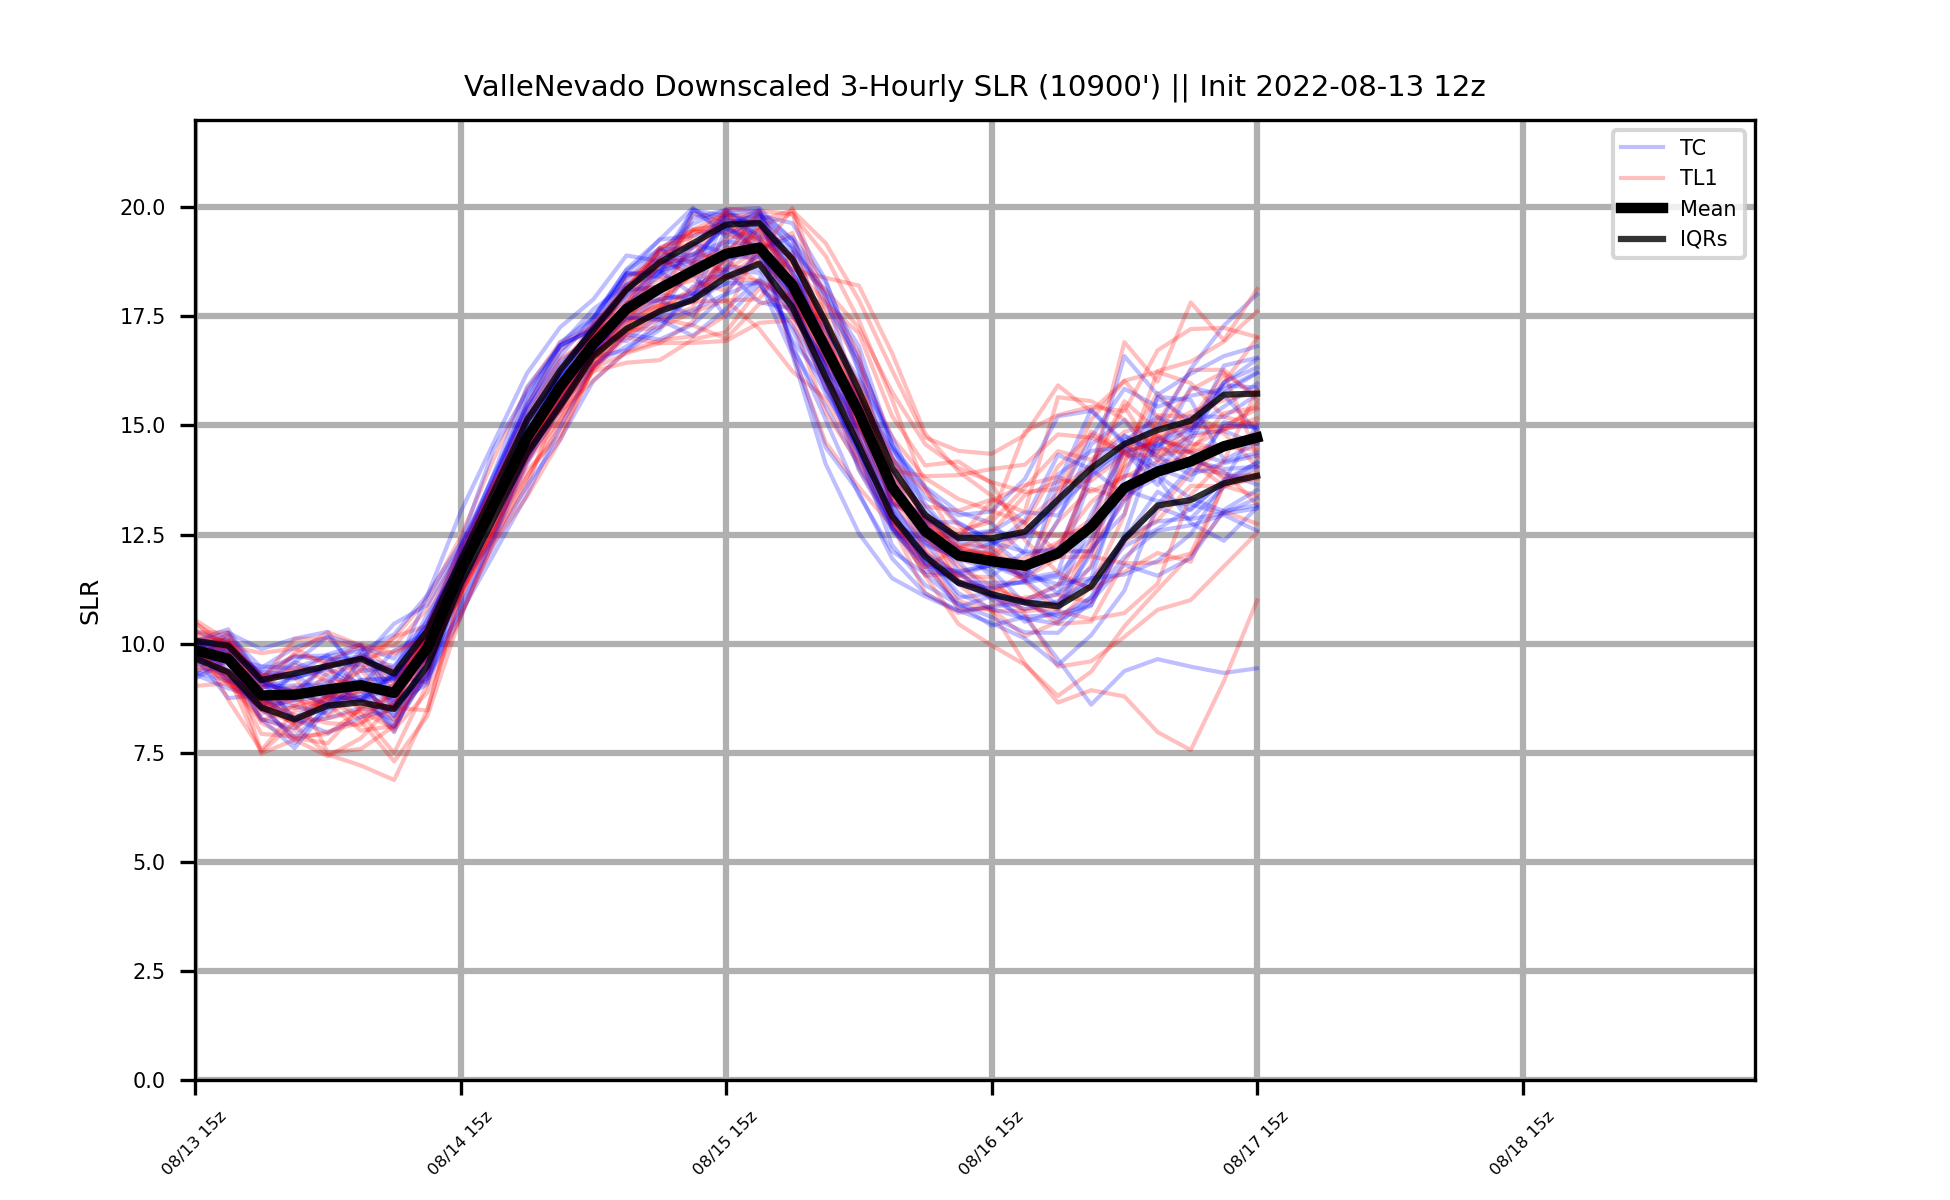 ValleNevado Downscaled 3-Hourly SLR (10900') || Init 2022-08-13 12z
TC
TL1
Mean
IQRs
SLR
20.0
17.5
15.0
12.5
10.0
7.5
5.0
2.5
0.0
08/13 15z
08/14 15z
08/15 15z
08/16 15z
08/17 15z
08/18 15z